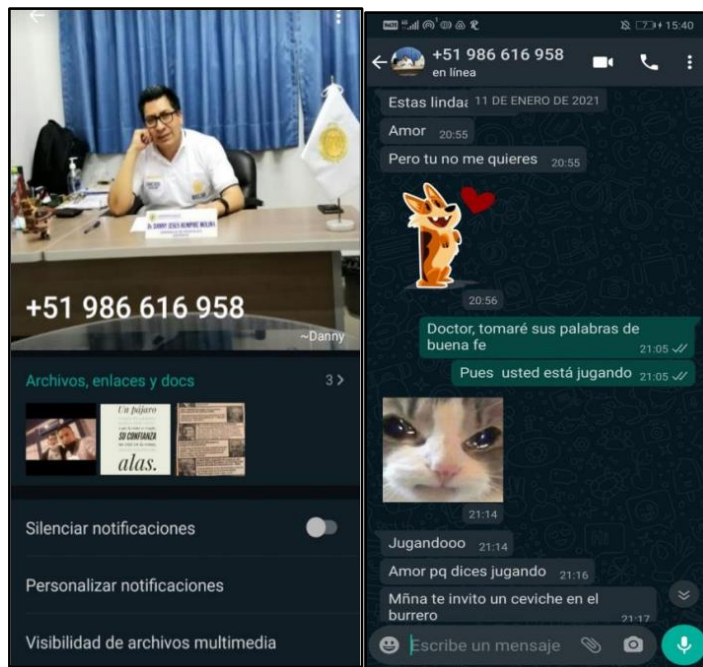 +51 986 616 958
~Danny
Archivos, enlaces y docs
3 >
Un pájaro
SU CONFIANZA
alas.
Silenciar notificaciones
Personalizar notificaciones
Visibilidad de archivos multimedia
15:40
+51 986 616 958
en línea
Estas lindaa
11 DE ENERO DE 2021
Amor 20:55
Pero tu no me quieres 20:55
20:56
Doctor, tomaré sus palabras de
buena fe 21:05
Pues usted está jugando 21:05
21:14
Jugandooo 21:14
Amor pq dices jugando 21:16
Mñna te invito un ceviche en el
burrero 21:17
Escribe un mensaje